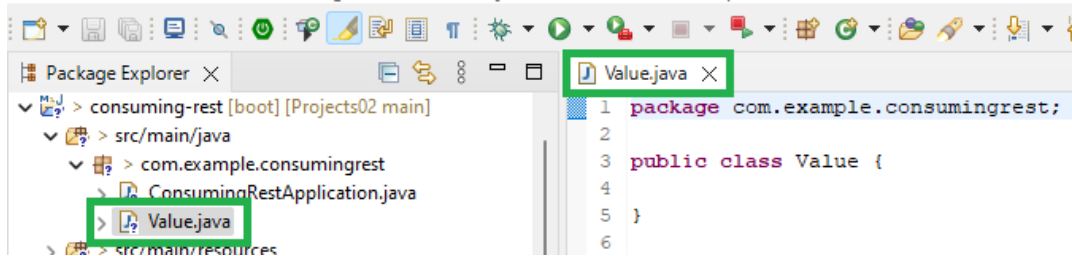 Package Explorer
> consuming-rest [boot] [Projects02 main]
> src/main/java
> com.example.consumingrest
ConsumingRestApplication.java
Value.java
> src/main/resources
Value.java
1 package com.example.consumingrest;
2
3 public class Value {
4
5 }
6